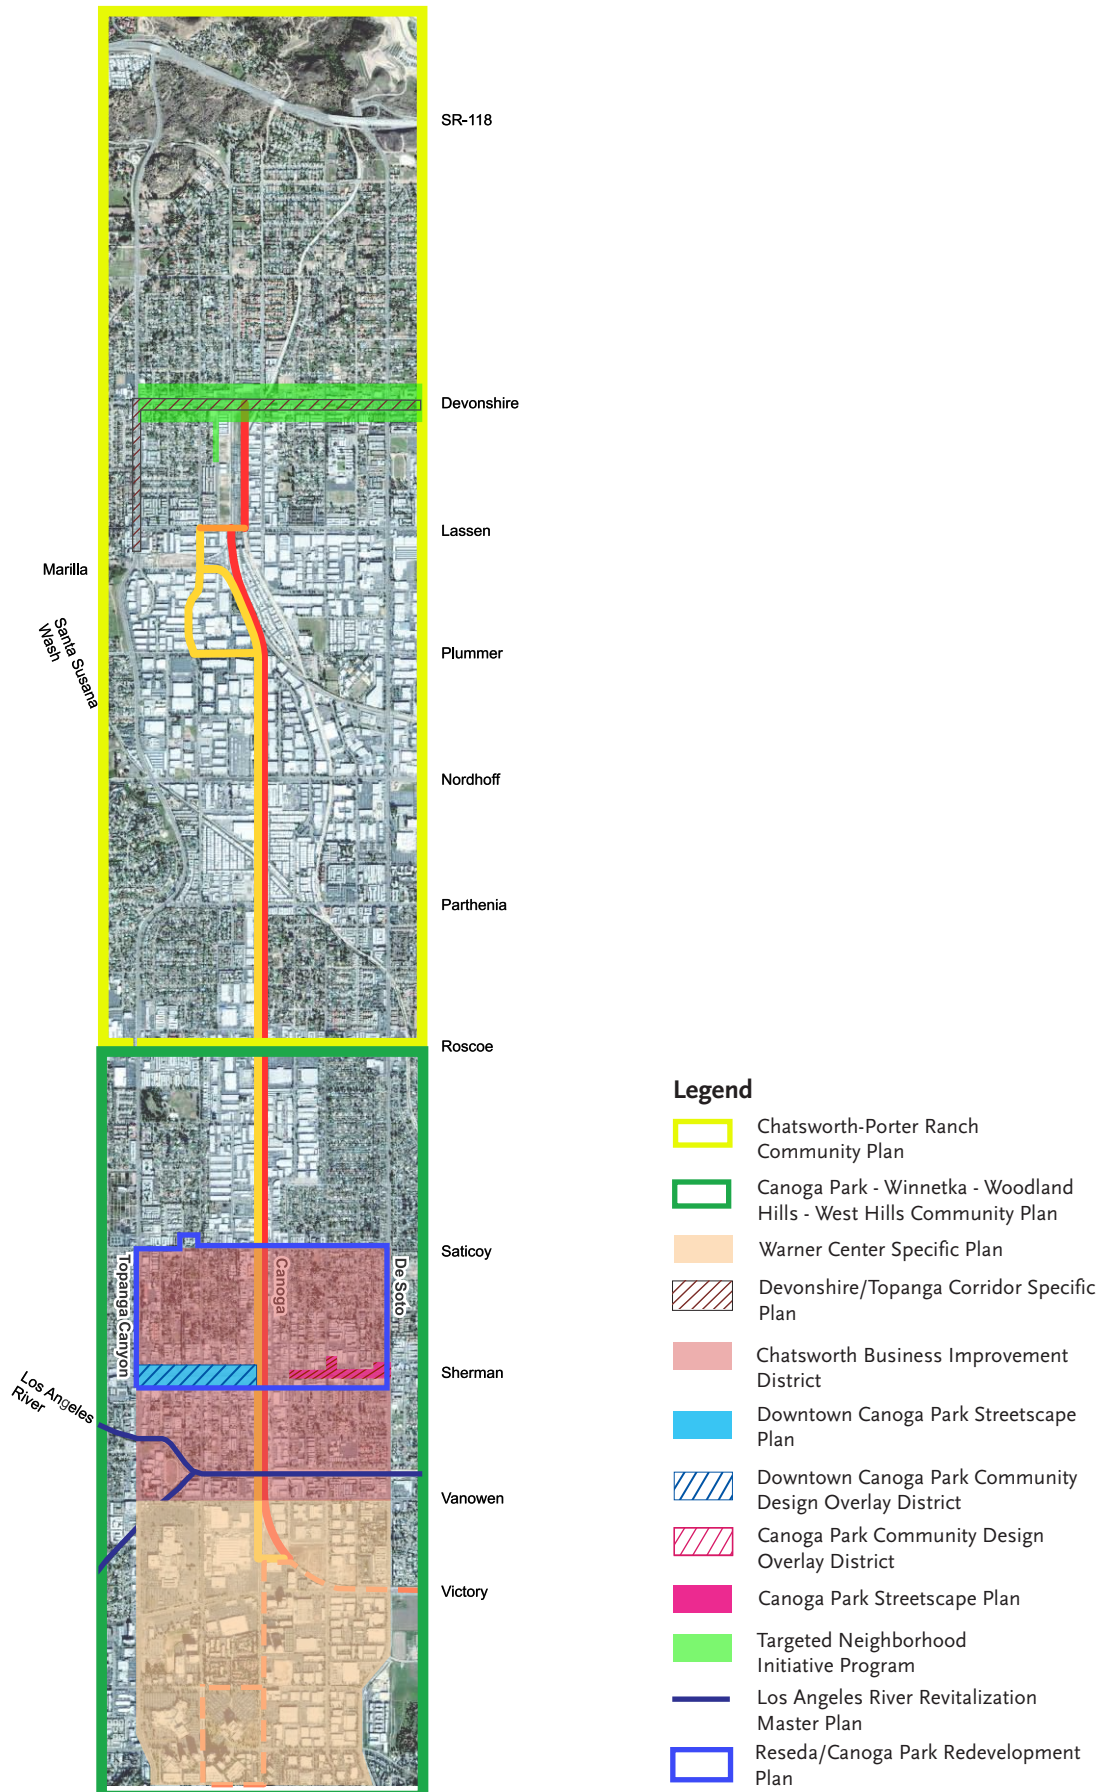 SR-118
Devonshire
Lassen
Marilla
Santa Susana
Wash
Plummer
Nordhoff
Parthenia
Roscoe
Saticoy
Topanga Canyon
Canoga
De Soto
Sherman
Los Angeles
River
Vanowen
Victory
Legend
Chatsworth-Porter Ranch
Community Plan
Canoga Park - Winnetka - Woodland
Hills - West Hills Community Plan
Warner Center Specific Plan
Devonshire/Topanga Corridor Specific
Plan
Chatsworth Business Improvement
District
Downtown Canoga Park Streetscape
Plan
Downtown Canoga Park Community
Design Overlay District
Canoga Park Community Design
Overlay District
Canoga Park Streetscape Plan
Targeted Neighborhood
Initiative Program
Los Angeles River Revitalization
Master Plan
Reseda/Canoga Park Redevelopment
Plan